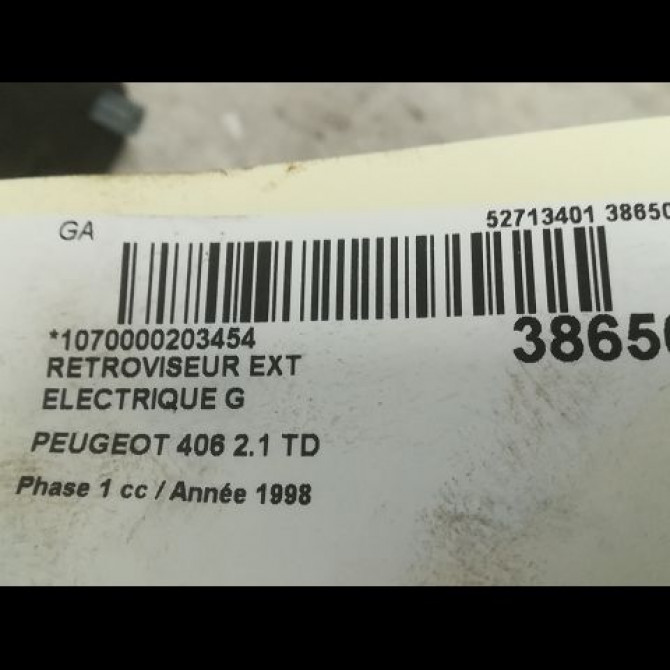 GA
52713401 38650
*1070000203454
38650
RETROVISEUR EXT
ELECTRIQUE G
PEUGEOT 406 2.1 TD
Phase 1 cc / Année 1998